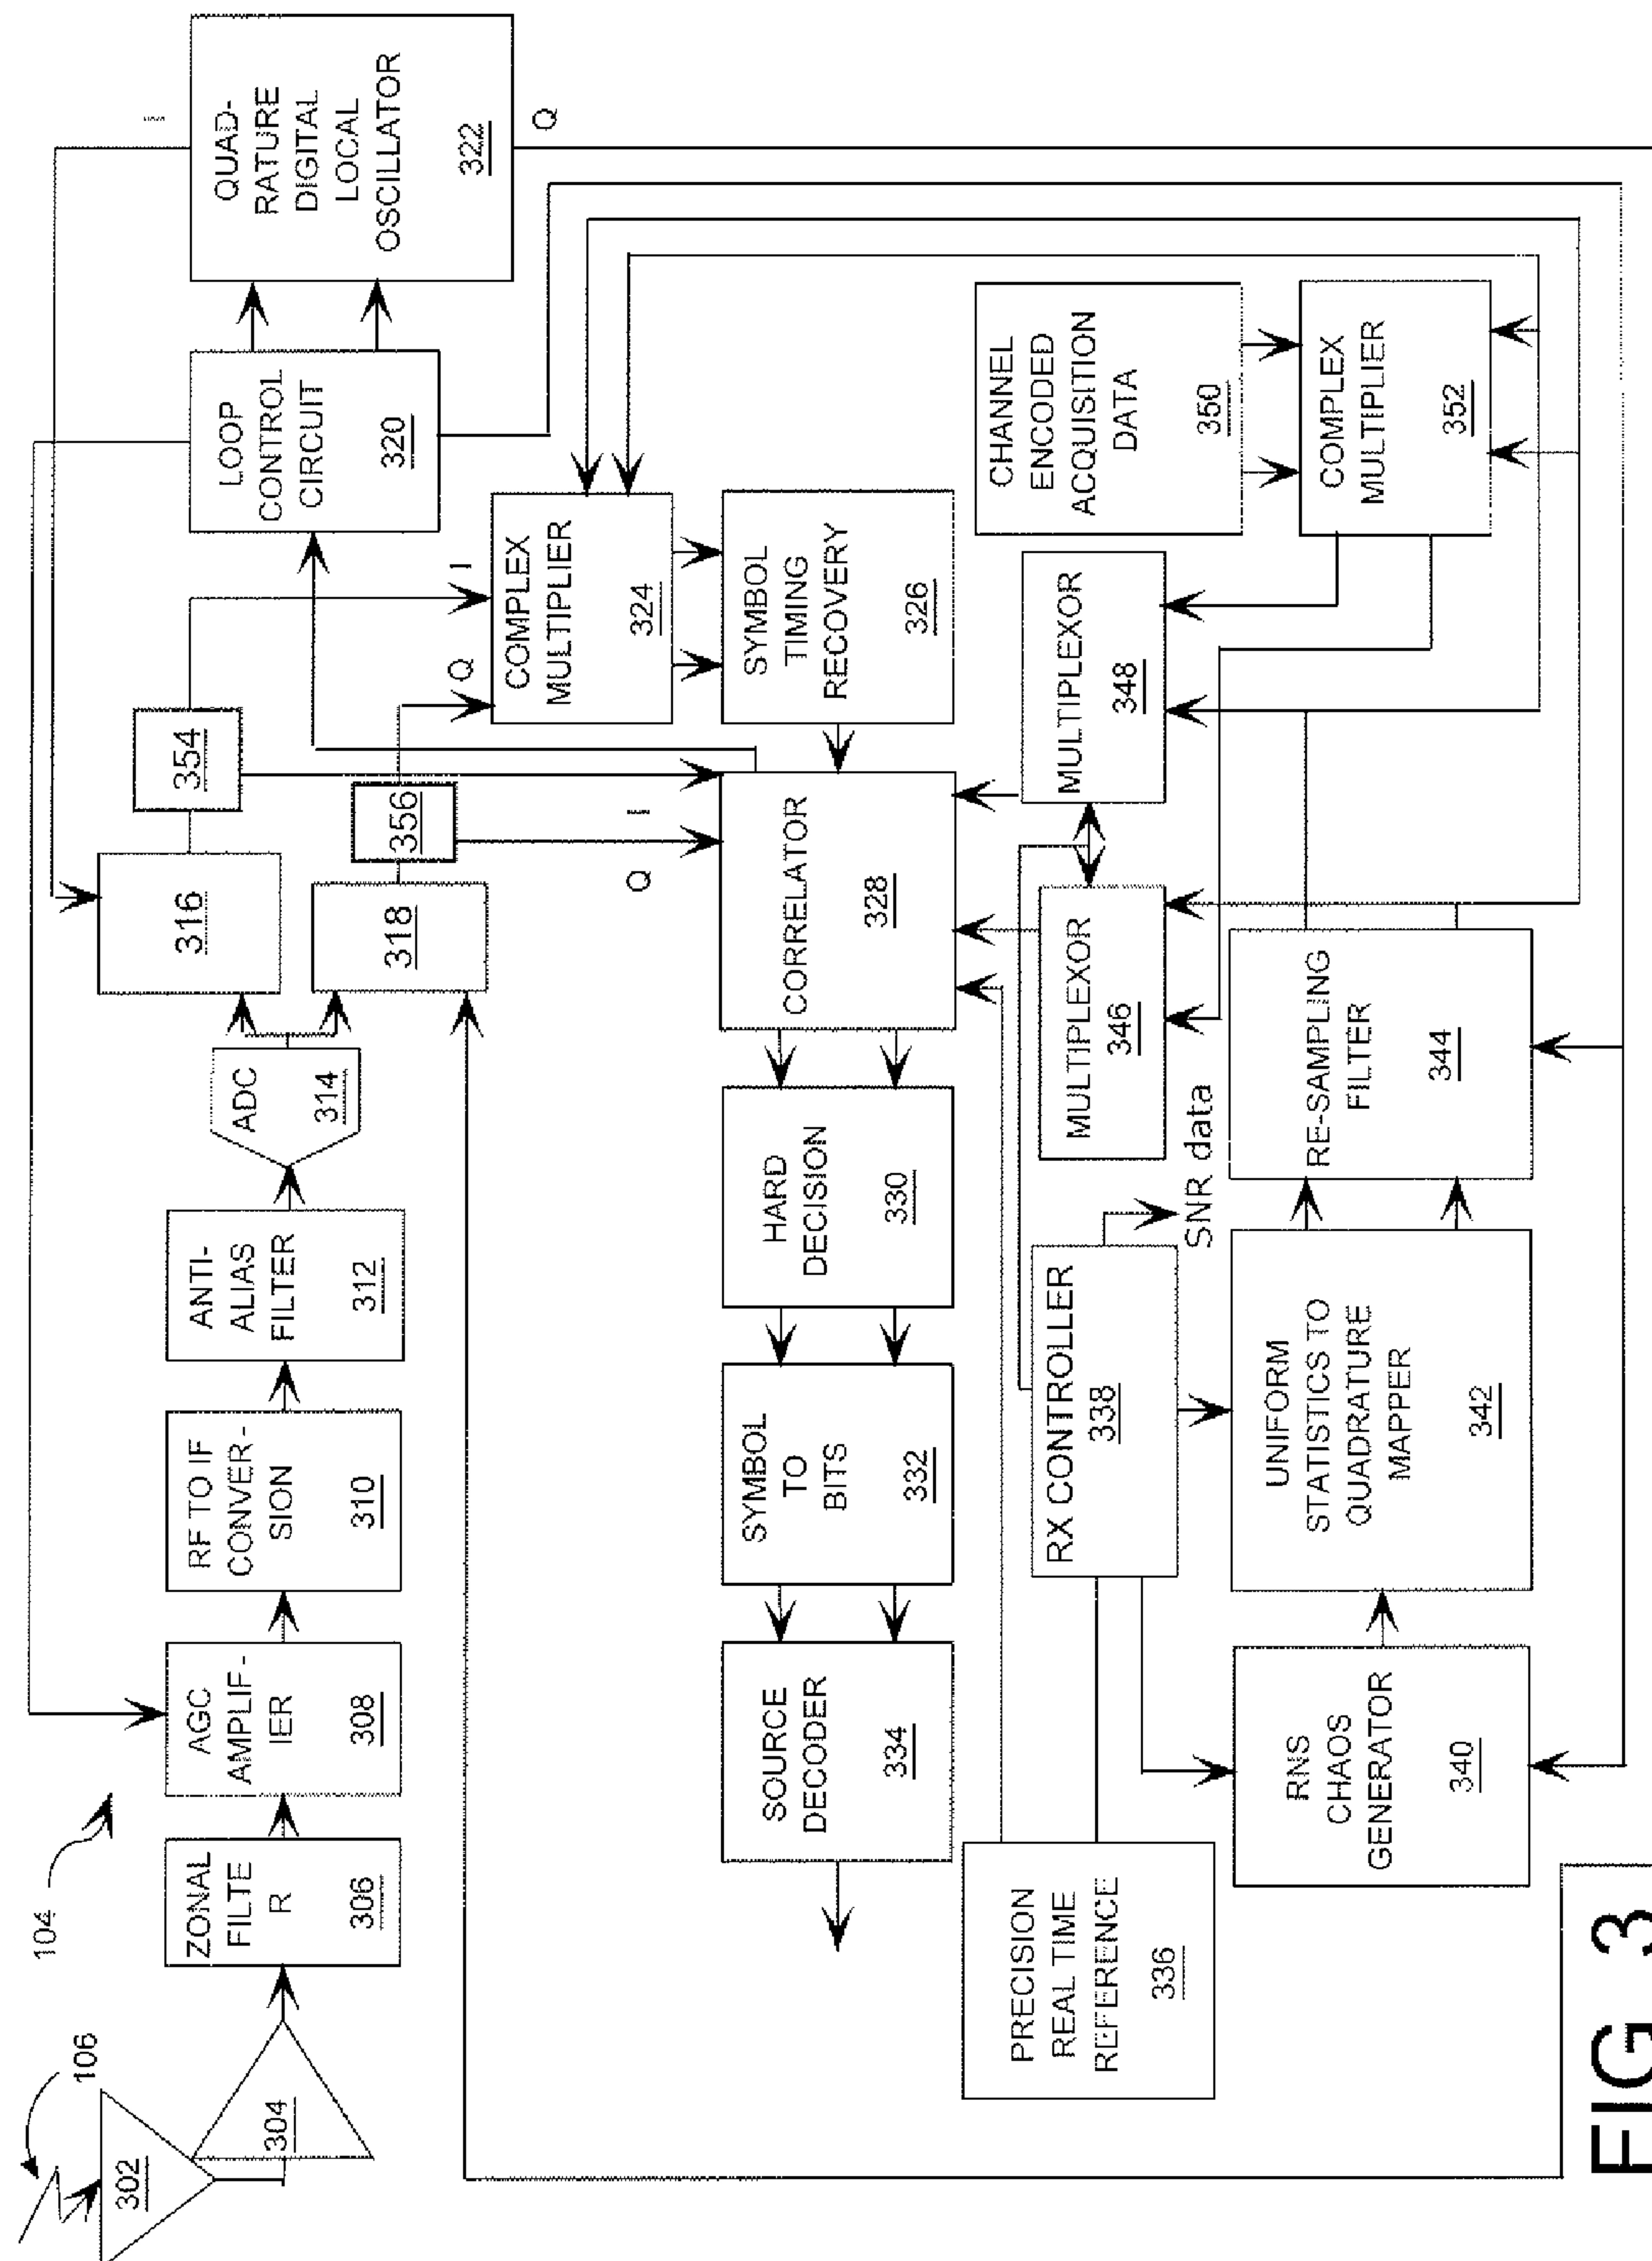 106
302
304
104
ZONAL
FILTE
R
306
AGC
AMPLIF-
IER
308
RF TO IF
CONVER-
SION
310
ANTI-
ALIAS
FILTER
312
ADC
314
316
318
354
356
LOOP
CONTROL
CIRCUIT
320
QUAD-
RATURE
DIGITAL
LOCAL
OSCILLATOR
322
I
Q
Q
I
COMPLEX
MULTIPLIER
324
SYMBOL
TIMING
RECOVERY
326
Q
I
CORRELATOR
328
HARD
DECISION
330
SYMBOL
TO
BITS
332
SOURCE
DECODER
334
PRECISION
REAL TIME
REFERENCE
336
RX CONTROLLER
338
SNR data
MULTIPLEXOR
346
MULTIPLEXOR
348
CHANNEL
ENCODED
ACQUISITION
DATA
350
COMPLEX
MULTIPLIER
352
RNS
CHAOS
GENERATOR
340
UNIFORM
STATISTICS TO
QUADRATURE
MAPPER
342
RE-SAMPLING
FILTER
344
FIG 3